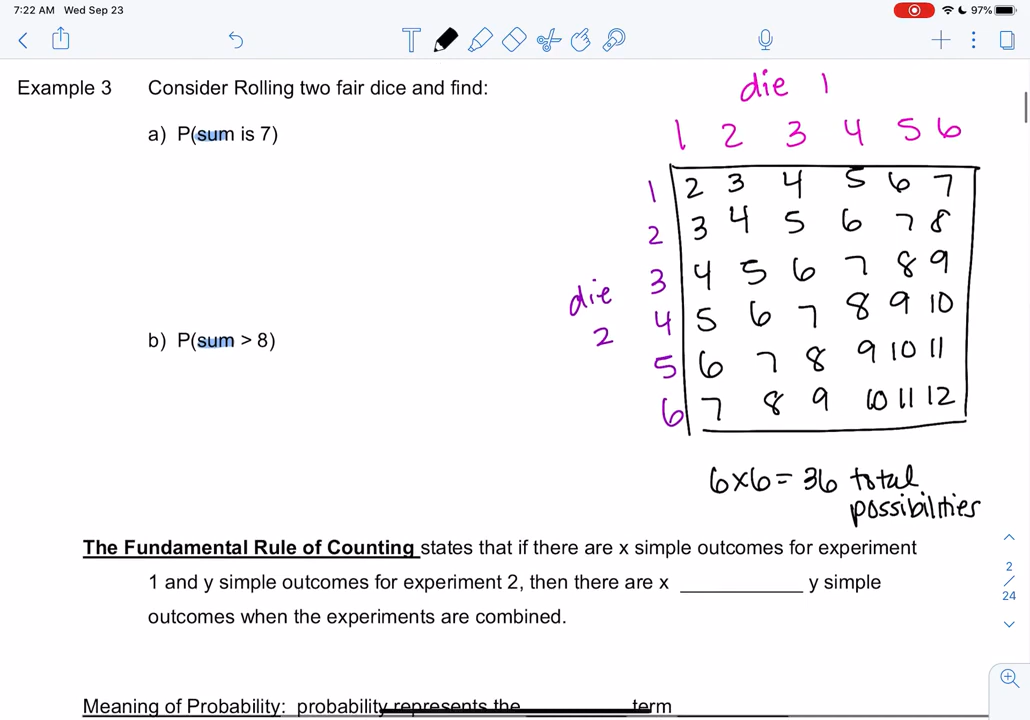 7:22 AM Wed Sep 23
97%
T
die 1
Example 3 Consider Rolling two fair dice and find:
a) P(sum is 7)
1 2 3 4 5 6
1 2 3 4 5 6 7
2 3 4 5 6 7 8
3 4 5 6 7 8 9
die
2
4 5 6 7 8 9 10
b) P(sum > 8)
5 6 7 8 9 10 11
6 7 8 9 10 11 12
6x6= 36 total
possibilities
The Fundamental Rule of Counting states that if there are x simple outcomes for experiment
1 and y simple outcomes for experiment 2, then there are x ____________ y simple
outcomes when the experiments are combined.
2
/
24
Meaning of Probability: probability represents the ____________ term ____________